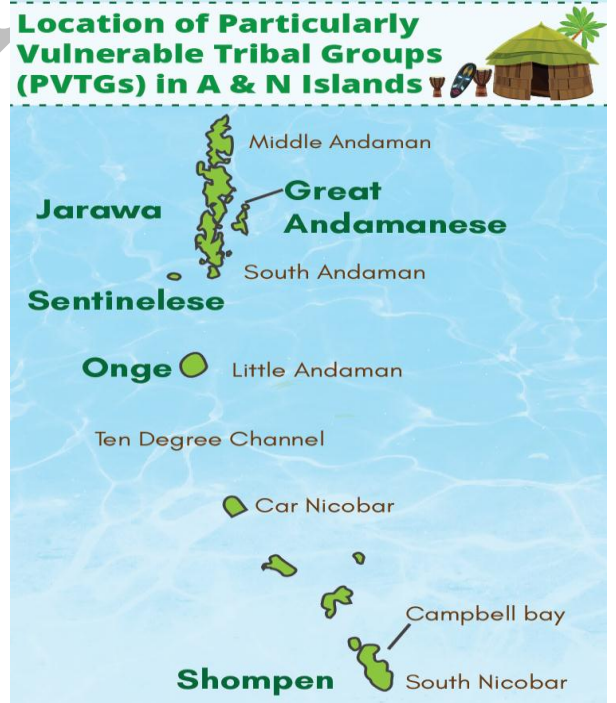 Location of Particularly
Vulnerable Tribal Groups
(PVTGs) in A & N Islands
Middle Andaman
Great
Andamanese
Jarawa
South Andaman
Sentinelese
Onge
Little Andaman
Ten Degree Channel
Car Nicobar
Campbell bay
Shompen
South Nicobar